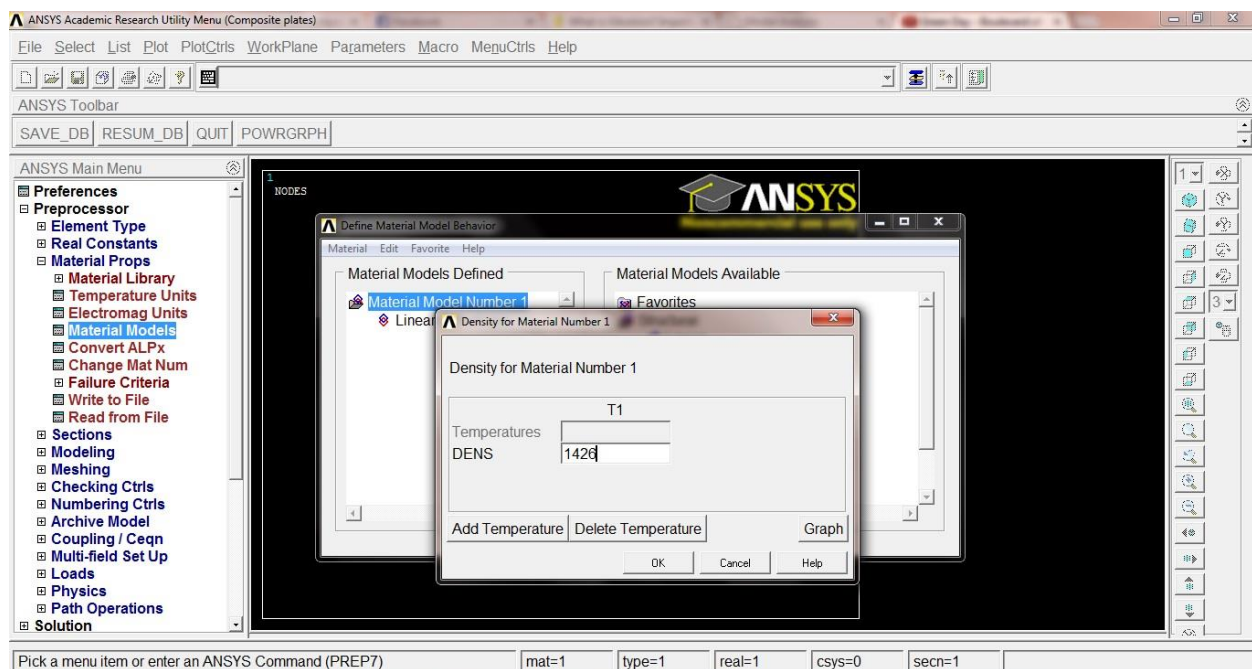 ANSYS Academic Research Utility Menu (Composite plates)
File Select List Plot PlotCtrls WorkPlane Parameters Macro MenuCtrls Help
ANSYS Toolbar
SAVE_DB RESUM_DB QUIT POWRGRPH
ANSYS Main Menu
Preferences
Preprocessor
Element Type
Real Constants
Material Props
Material Library
Temperature Units
Electromag Units
Material Models
Convert ALPx
Change Mat Num
Failure Criteria
Write to File
Read from File
Sections
Modeling
Meshing
Checking Ctrls
Numbering Ctrls
Archive Model
Coupling / Ceqn
Multi-field Set Up
Loads
Physics
Path Operations
Solution
1
NODES
ANSYS
Noncommercial use only
Define Material Model Behavior
Material Edit Favorite Help
Material Models Defined
Material Model Number 1
Linear
Material Models Available
Favorites
Structural
Density for Material Number 1
Density for Material Number 1
T1
Temperatures
DENS 1426
Add Temperature Delete Temperature Graph
OK Cancel Help
1
3
Pick a menu item or enter an ANSYS Command (PREP7) mat=1 type=1 real=1 csys=0 secn=1